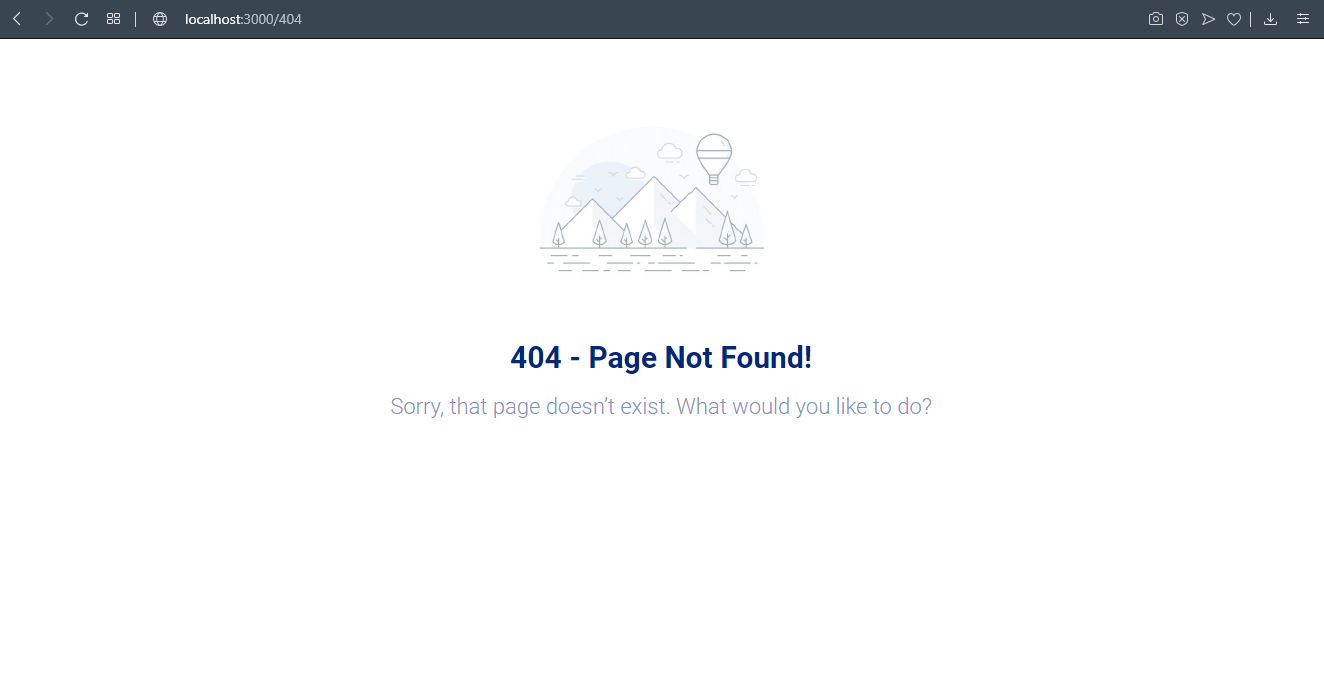 localhost:3000/404
404 - Page Not Found!
Sorry, that page doesn’t exist. What would you like to do?